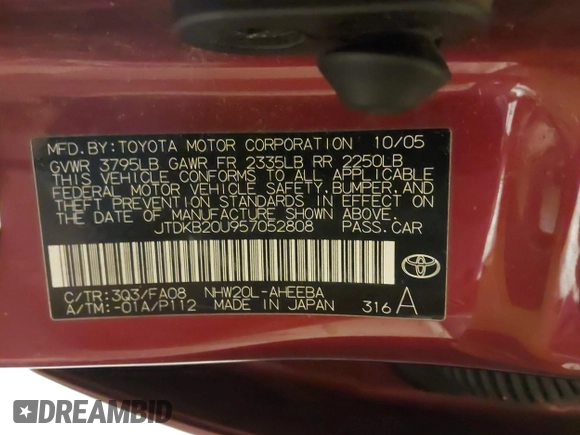 MFD.BY:TOYOTA MOTOR CORPORATION 10/05
GVWR 3795LB GAWR FR 2335LB RR 2250LB
THIS VEHICLE CONFORMS TO ALL APPLICABLE
FEDERAL MOTOR VEHICLE SAFETY,BUMPER,AND
THEFT PREVENTION STANDARDS IN EFFECT ON
THE DATE OF MANUFACTURE SHOWN ABOVE.
JTDKB20U957052808 PASS.CAR
C/TR:3Q3/FA08 NHW20L-AHEEBA
A/TM:-01A/P112 MADE IN JAPAN 316 A
DREAMBID